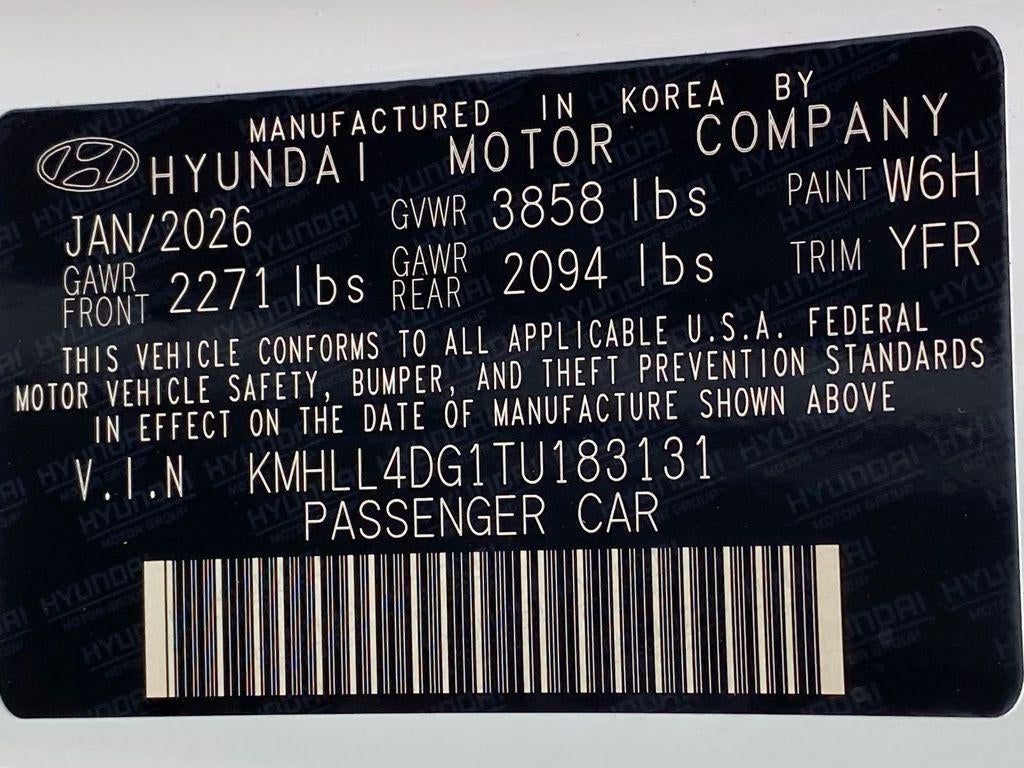 MANUFACTURED IN KOREA BY
HYUNDAI MOTOR COMPANY
JAN/2026 GVWR 3858 lbs PAINT W6H
GAWR FRONT 2271 lbs GAWR REAR 2094 lbs TRIM YFR
THIS VEHICLE CONFORMS TO ALL APPLICABLE U.S.A. FEDERAL
MOTOR VEHICLE SAFETY, BUMPER, AND THEFT PREVENTION STANDARDS
IN EFFECT ON THE DATE OF MANUFACTURE SHOWN ABOVE
V.I.N KMHLL4DG1TU183131
PASSENGER CAR